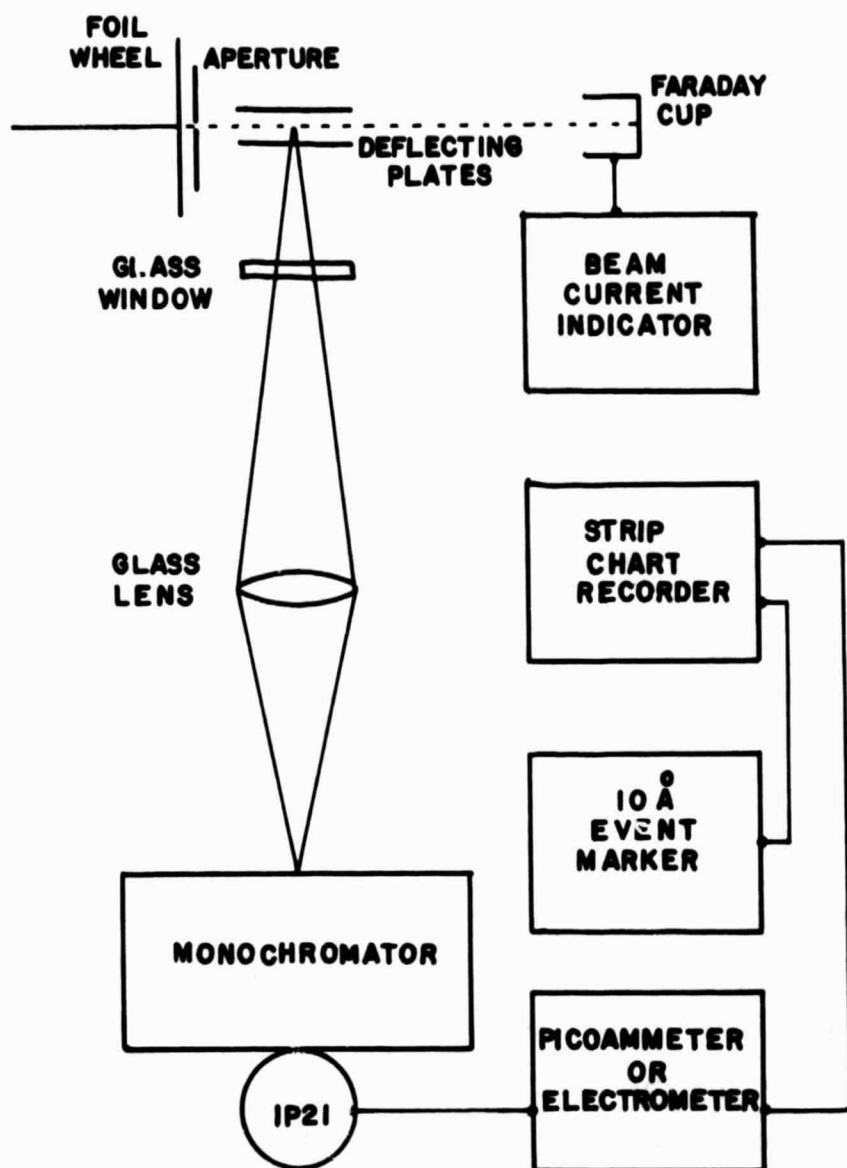 FOIL
WHEEL
APERTURE
FARADAY
CUP
DEFLECTING
PLATES
GLASS
WINDOW
BEAM
CURRENT
INDICATOR
STRIP
CHART
RECORDER
GLASS
LENS
10 Å
EVENT
MARKER
MONOCHROMATOR
PICOAMMETER
OR
ELECTROMETER
1P21